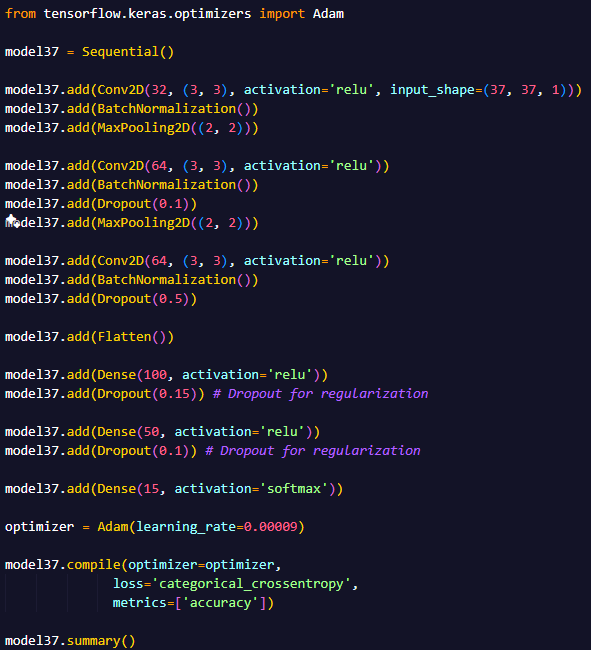 from tensorflow.keras.optimizers import Adam
model37 = Sequential()
model37.add(Conv2D(32, (3, 3), activation='relu', input_shape=(37, 37, 1)))
model37.add(BatchNormalization())
model37.add(MaxPooling2D((2, 2)))
model37.add(Conv2D(64, (3, 3), activation='relu'))
model37.add(BatchNormalization())
model37.add(Dropout(0.1))
model37.add(MaxPooling2D((2, 2)))
model37.add(Conv2D(64, (3, 3), activation='relu'))
model37.add(BatchNormalization())
model37.add(Dropout(0.5))
model37.add(Flatten())
model37.add(Dense(100, activation='relu'))
model37.add(Dropout(0.15)) # Dropout for regularization
model37.add(Dense(50, activation='relu'))
model37.add(Dropout(0.1)) # Dropout for regularization
model37.add(Dense(15, activation='softmax'))
optimizer = Adam(learning_rate=0.00009)
model37.compile(optimizer=optimizer,
              loss='categorical_crossentropy',
              metrics=['accuracy'])
model37.summary()